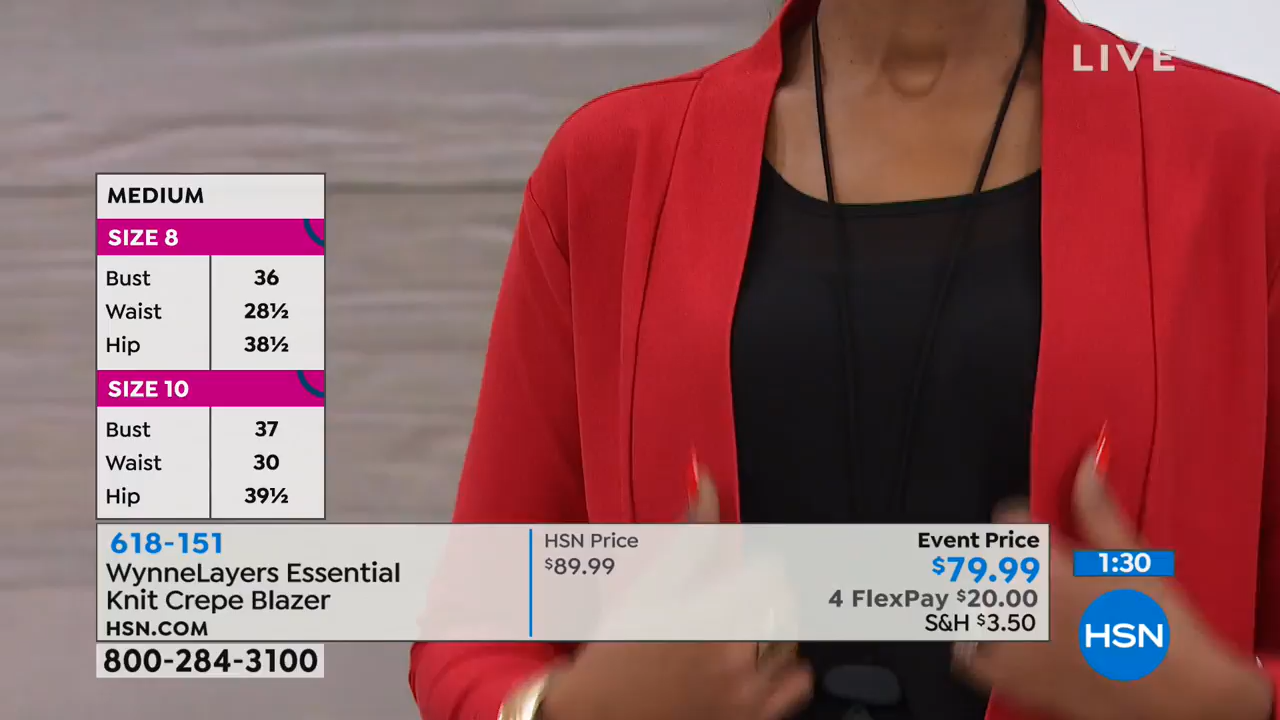 LIVE
MEDIUM
SIZE 8
Bust 36
Waist 28½
Hip 38½
SIZE 10
Bust 37
Waist 30
Hip 39½
618-151
WynneLayers Essential
Knit Crepe Blazer
HSN.COM
800-284-3100
HSN Price
$89.99
Event Price
$79.99
4 FlexPay $20.00
S&H $3.50
1:30
HSN